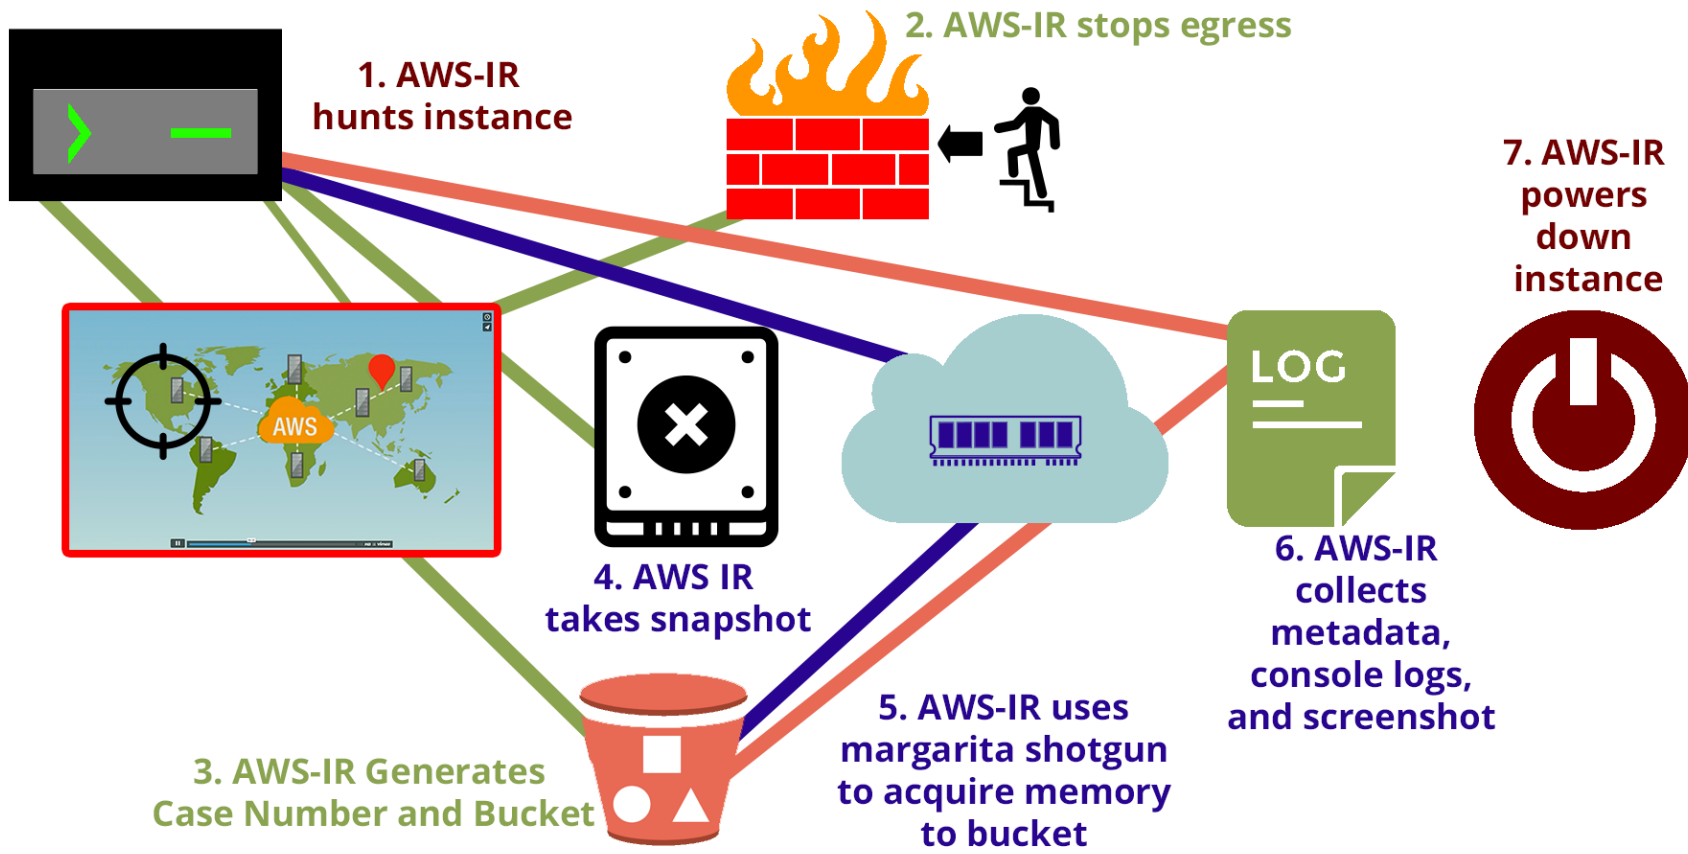 1. AWS-IR
hunts instance
2. AWS-IR stops egress
7. AWS-IR
powers
down
instance
AWS
LOG
4. AWS IR
takes snapshot
6. AWS-IR
collects
metadata,
console logs,
and screenshot
5. AWS-IR uses
margarita shotgun
to acquire memory
to bucket
3. AWS-IR Generates
Case Number and Bucket